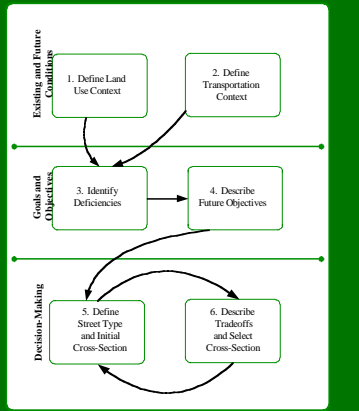 Existing and Future
Conditions
1. Define Land
Use Context
2. Define
Transportation
Context
Goals and
Objectives
3. Identify
Deficiencies
4. Describe
Future Objectives
Decision-Making
5. Define
Street Type
and Initial
Cross-Section
6. Describe
Tradeoffs
and Select
Cross-Section